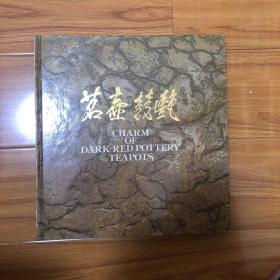 茗壺競艷
CHARM
OF
DARK-RED POTTERY
TEAPOTS